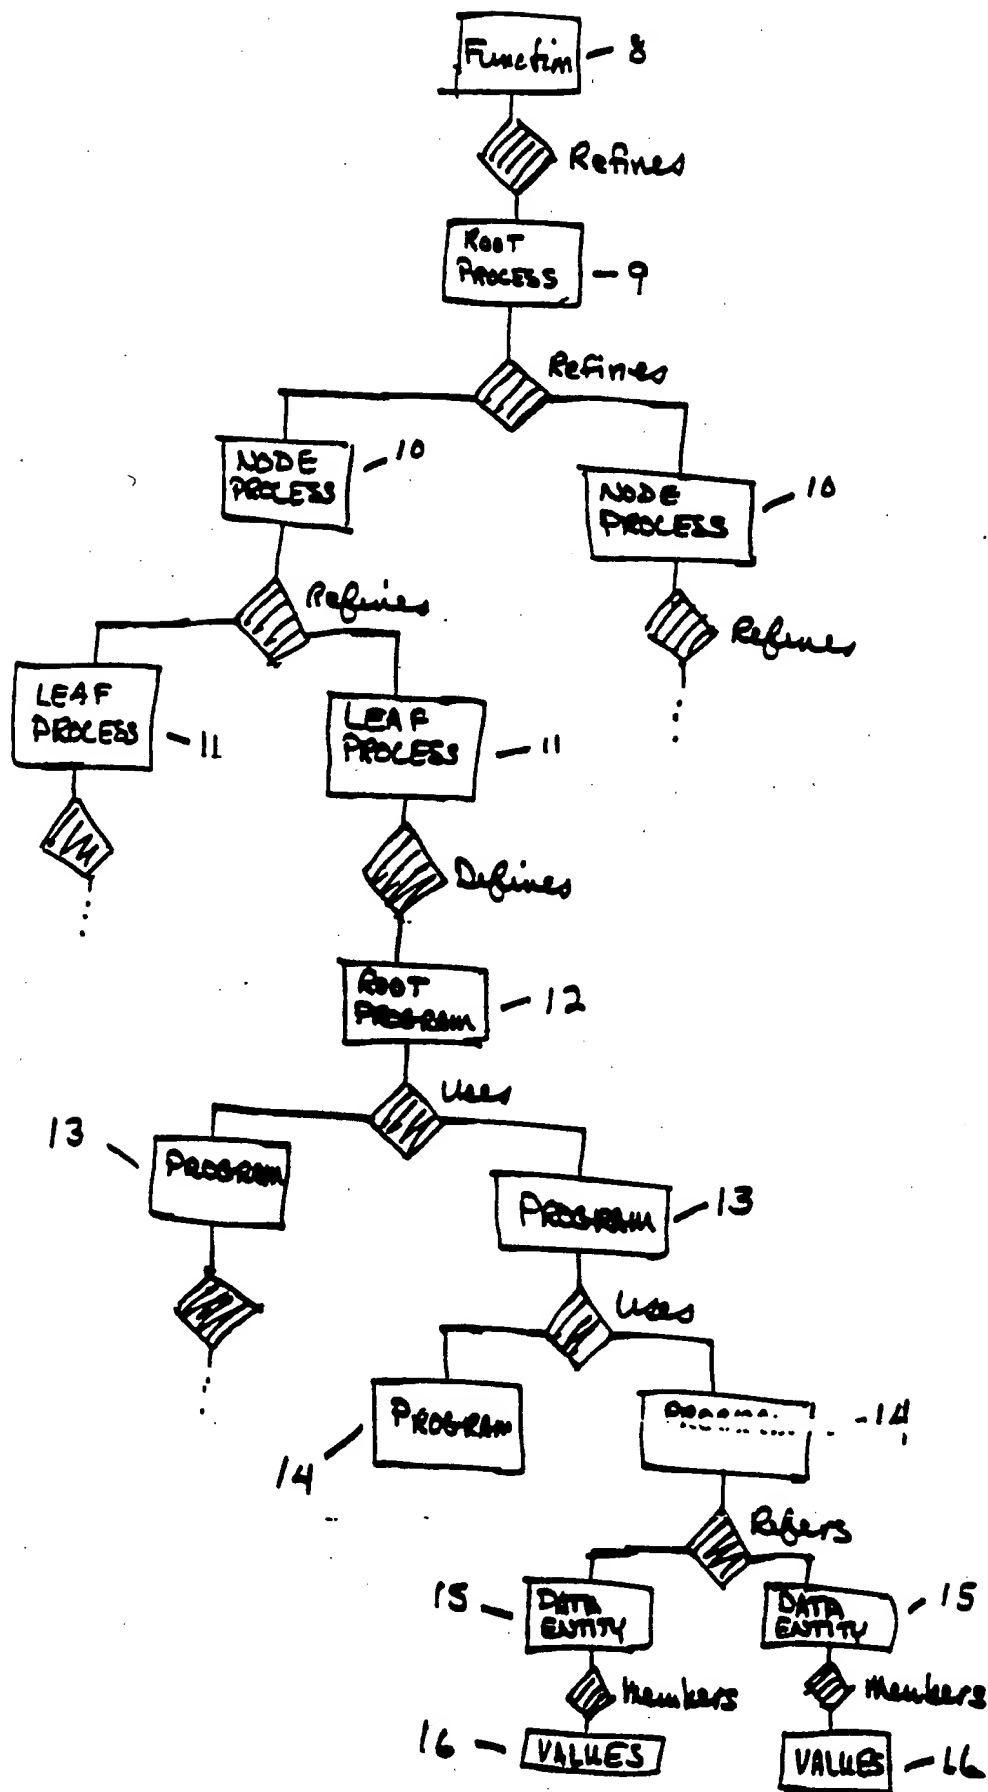 Function
8
Refines
ROOT
PROCESS
9
Refines
NODE
PROCESS
10
NODE
PROCESS
10
Refines
Refines
LEAF
PROCESS
11
LEAF
PROCESS
11
Defines
ROOT
PROGRAM
12
Uses
13
PROGRAM
PROGRAM
13
Uses
PROGRAM
14
PROGRAM
14
Refers
15
DATA
ENTITY
DATA
ENTITY
15
Members
Members
16
VALUES
VALUES
16